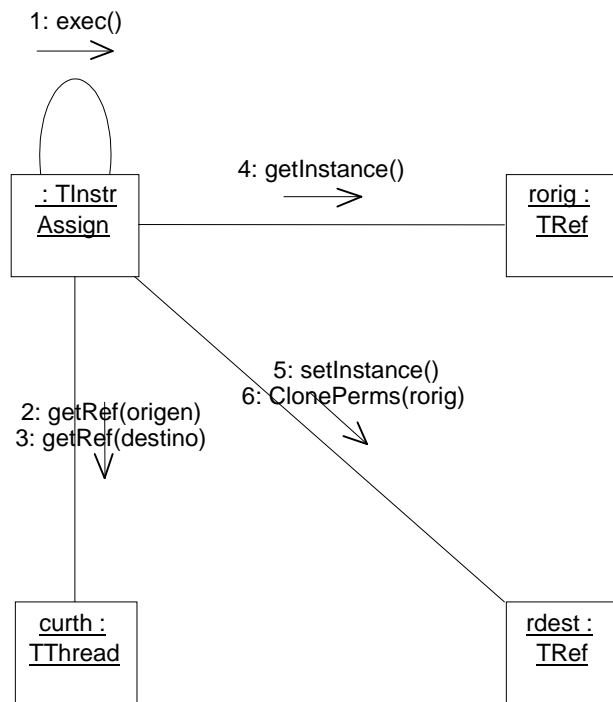 1: exec()
: TInstr
Assign
4: getInstance()
rorig :
TRef
5: setInstance()
6: ClonePerms(rorig)
2: getRef(origen)
3: getRef(destino)
curth :
TThread
rdest :
TRef